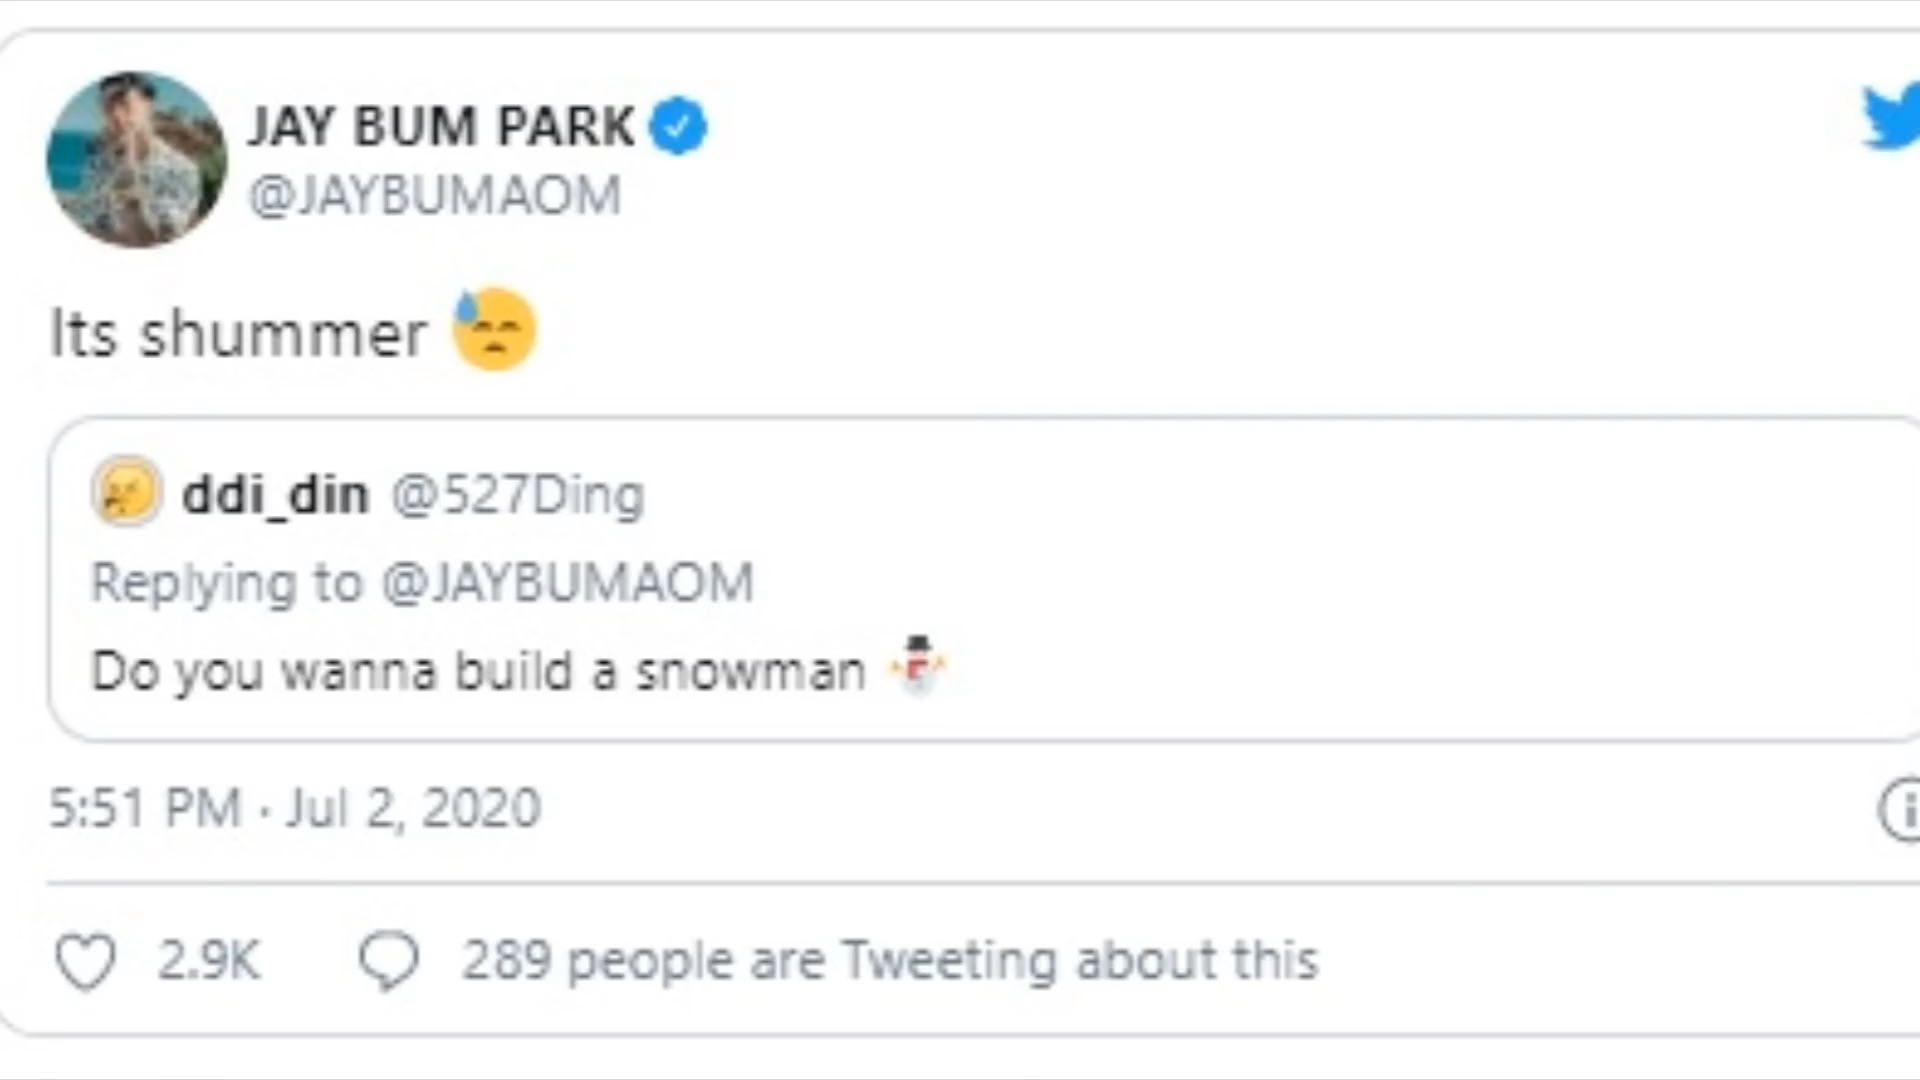 JAY BUM PARK
@JAYBUMAOM
Its shummer 😓
ddi_din @527Ding
Replying to @JAYBUMAOM
Do you wanna build a snowman ⛄
5:51 PM · Jul 2, 2020
2.9K 289 people are Tweeting about this